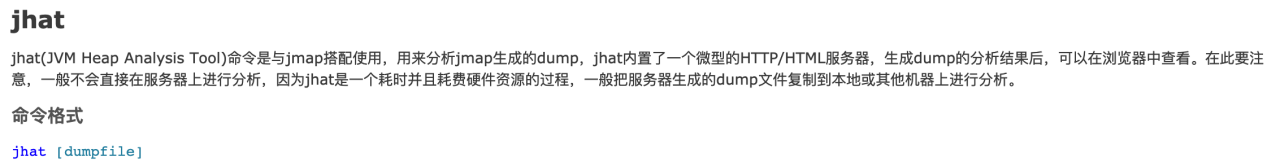 jhat
jhat(JVM Heap Analysis Tool)命令是与jmap搭配使用，用来分析jmap生成的dump，jhat内置了一个微型的HTTP/HTML服务器，生成dump的分析结果后，可以在浏览器中查看。在此要注
意，一般不会直接在服务器上进行分析，因为jhat是一个耗时并且耗费硬件资源的过程，一般把服务器生成的dump文件复制到本地或其他机器上进行分析。
命令格式
jhat [dumpfile]